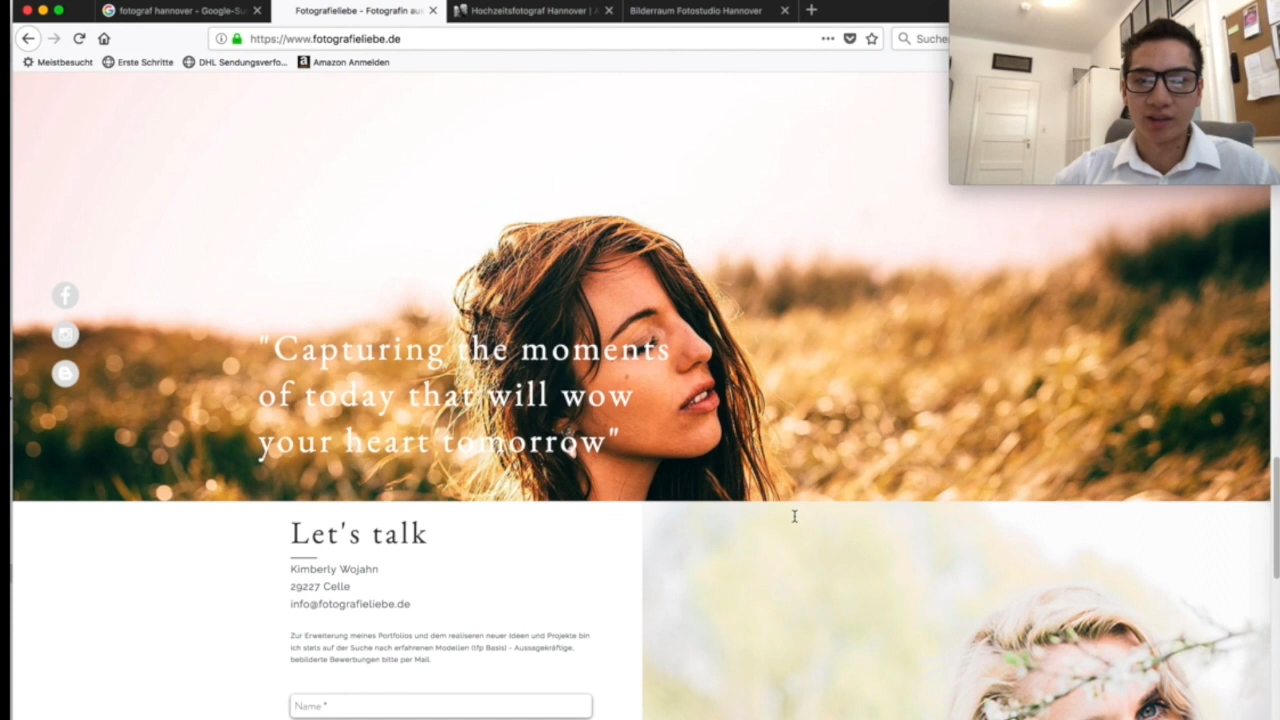 fotograf hannover - Google-Su
Fotografieliebe - Fotografin aus
Hochzeitsfotograf Hannover |
Bilderraum Fotostudio Hannover
https://www.fotografieliebe.de
Suche
Meistbesucht
Erste Schritte
DHL Sendungsverfo...
Amazon Anmelden
"Capturing the moments
of today that will wow
your heart tomorrow"
Let's talk
Kimberly Wojahn
29227 Celle
info@fotografieliebe.de
Zur Erweiterung meines Portfolios und dem realiseren neuer Ideen und Projekte bin
ich stets auf der Suche nach erfahrenen Modellen (tfp Basis) - Aussagekräftige,
bebilderte Bewerbungen bitte per Mail.
Name *